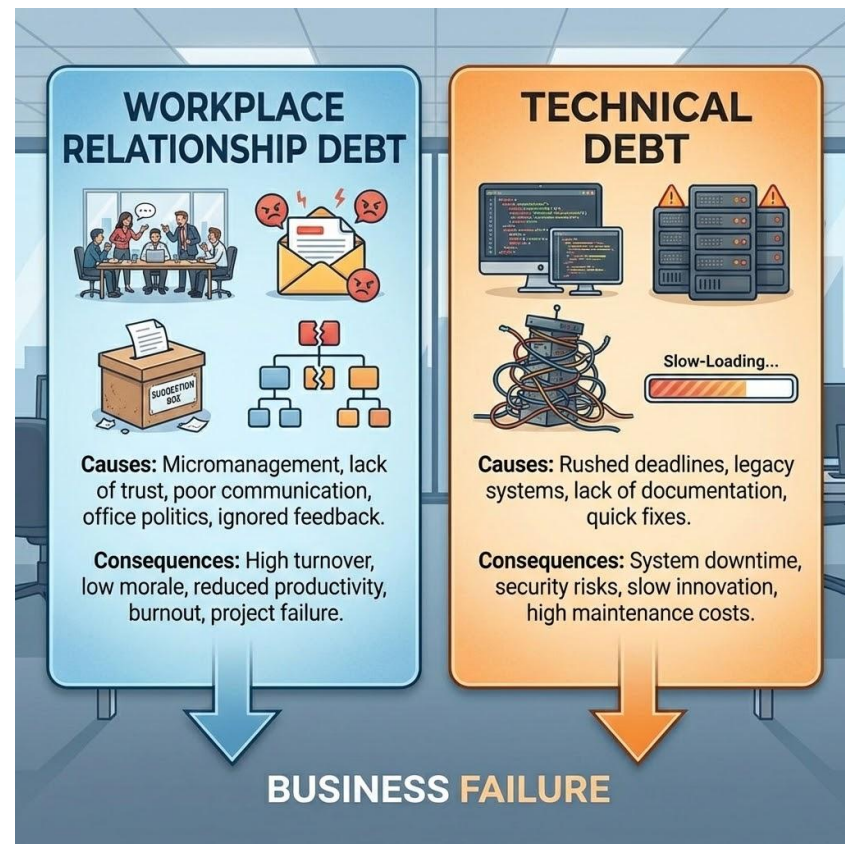 WORKPLACE
RELATIONSHIP DEBT
SUGGESTION
BOX
Causes: Micromanagement, lack
of trust, poor communication,
office politics, ignored feedback.
Consequences: High turnover,
low morale, reduced productivity,
burnout, project failure.
TECHNICAL
DEBT
Slow-Loading...
Causes: Rushed deadlines, legacy
systems, lack of documentation,
quick fixes.
Consequences: System downtime,
security risks, slow innovation,
high maintenance costs.
BUSINESS FAILURE